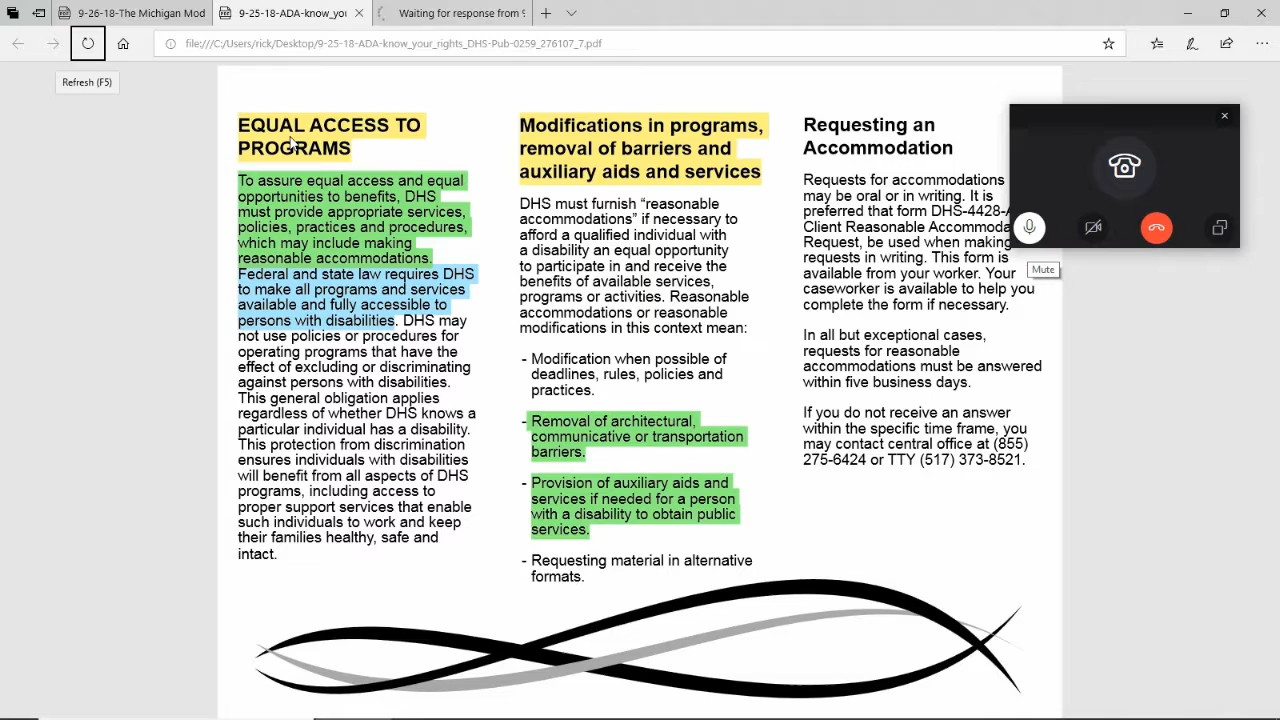 9-26-18-The Michigan Mod
9-25-18-ADA-know_you
Waiting for response from 9
file:///C:/Users/rick/Desktop/9-25-18-ADA-know_your_rights_DHS-Pub-0259_276107_7.pdf
Refresh (F5)
EQUAL ACCESS TO
PROGRAMS
To assure equal access and equal
opportunities to benefits, DHS
must provide appropriate services,
policies, practices and procedures,
which may include making
reasonable accommodations.
Federal and state law requires DHS
to make all programs and services
available and fully accessible to
persons with disabilities. DHS may
not use policies or procedures for
operating programs that have the
effect of excluding or discriminating
against persons with disabilities.
This general obligation applies
regardless of whether DHS knows a
particular individual has a disability.
This protection from discrimination
ensures individuals with disabilities
will benefit from all aspects of DHS
programs, including access to
proper support services that enable
such individuals to work and keep
their families healthy, safe and
intact.
Modifications in programs,
removal of barriers and
auxiliary aids and services
DHS must furnish “reasonable
accommodations” if necessary to
afford a qualified individual with
a disability an equal opportunity
to participate in and receive the
benefits of available services,
programs or activities. Reasonable
accommodations or reasonable
modifications in this context mean:
- Modification when possible of
deadlines, rules, policies and
practices.
- Removal of architectural,
communicative or transportation
barriers.
- Provision of auxiliary aids and
services if needed for a person
with a disability to obtain public
services.
- Requesting material in alternative
formats.
Requesting an
Accommodation
Requests for accommodations
may be oral or in writing. It is
preferred that form DHS-4428-A
Client Reasonable Accommoda
Request, be used when making
requests in writing. This form is
available from your worker. Your
caseworker is available to help you
complete the form if necessary.
In all but exceptional cases,
requests for reasonable
accommodations must be answered
within five business days.
If you do not receive an answer
within the specific time frame, you
may contact central office at (855)
275-6424 or TTY (517) 373-8521.
Mute